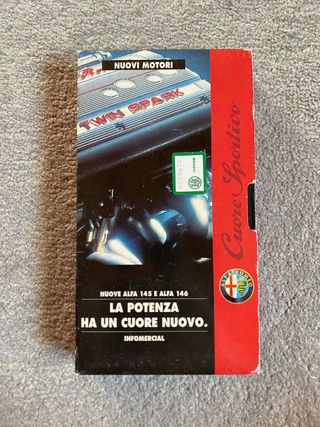 NUOVI MOTORI
TWIN SPARK
Cuore Sportivo
ALFA ROMEO
NUOVE ALFA 145 E ALFA 146
LA POTENZA
HA UN CUORE NUOVO.
INFOMERCIAL